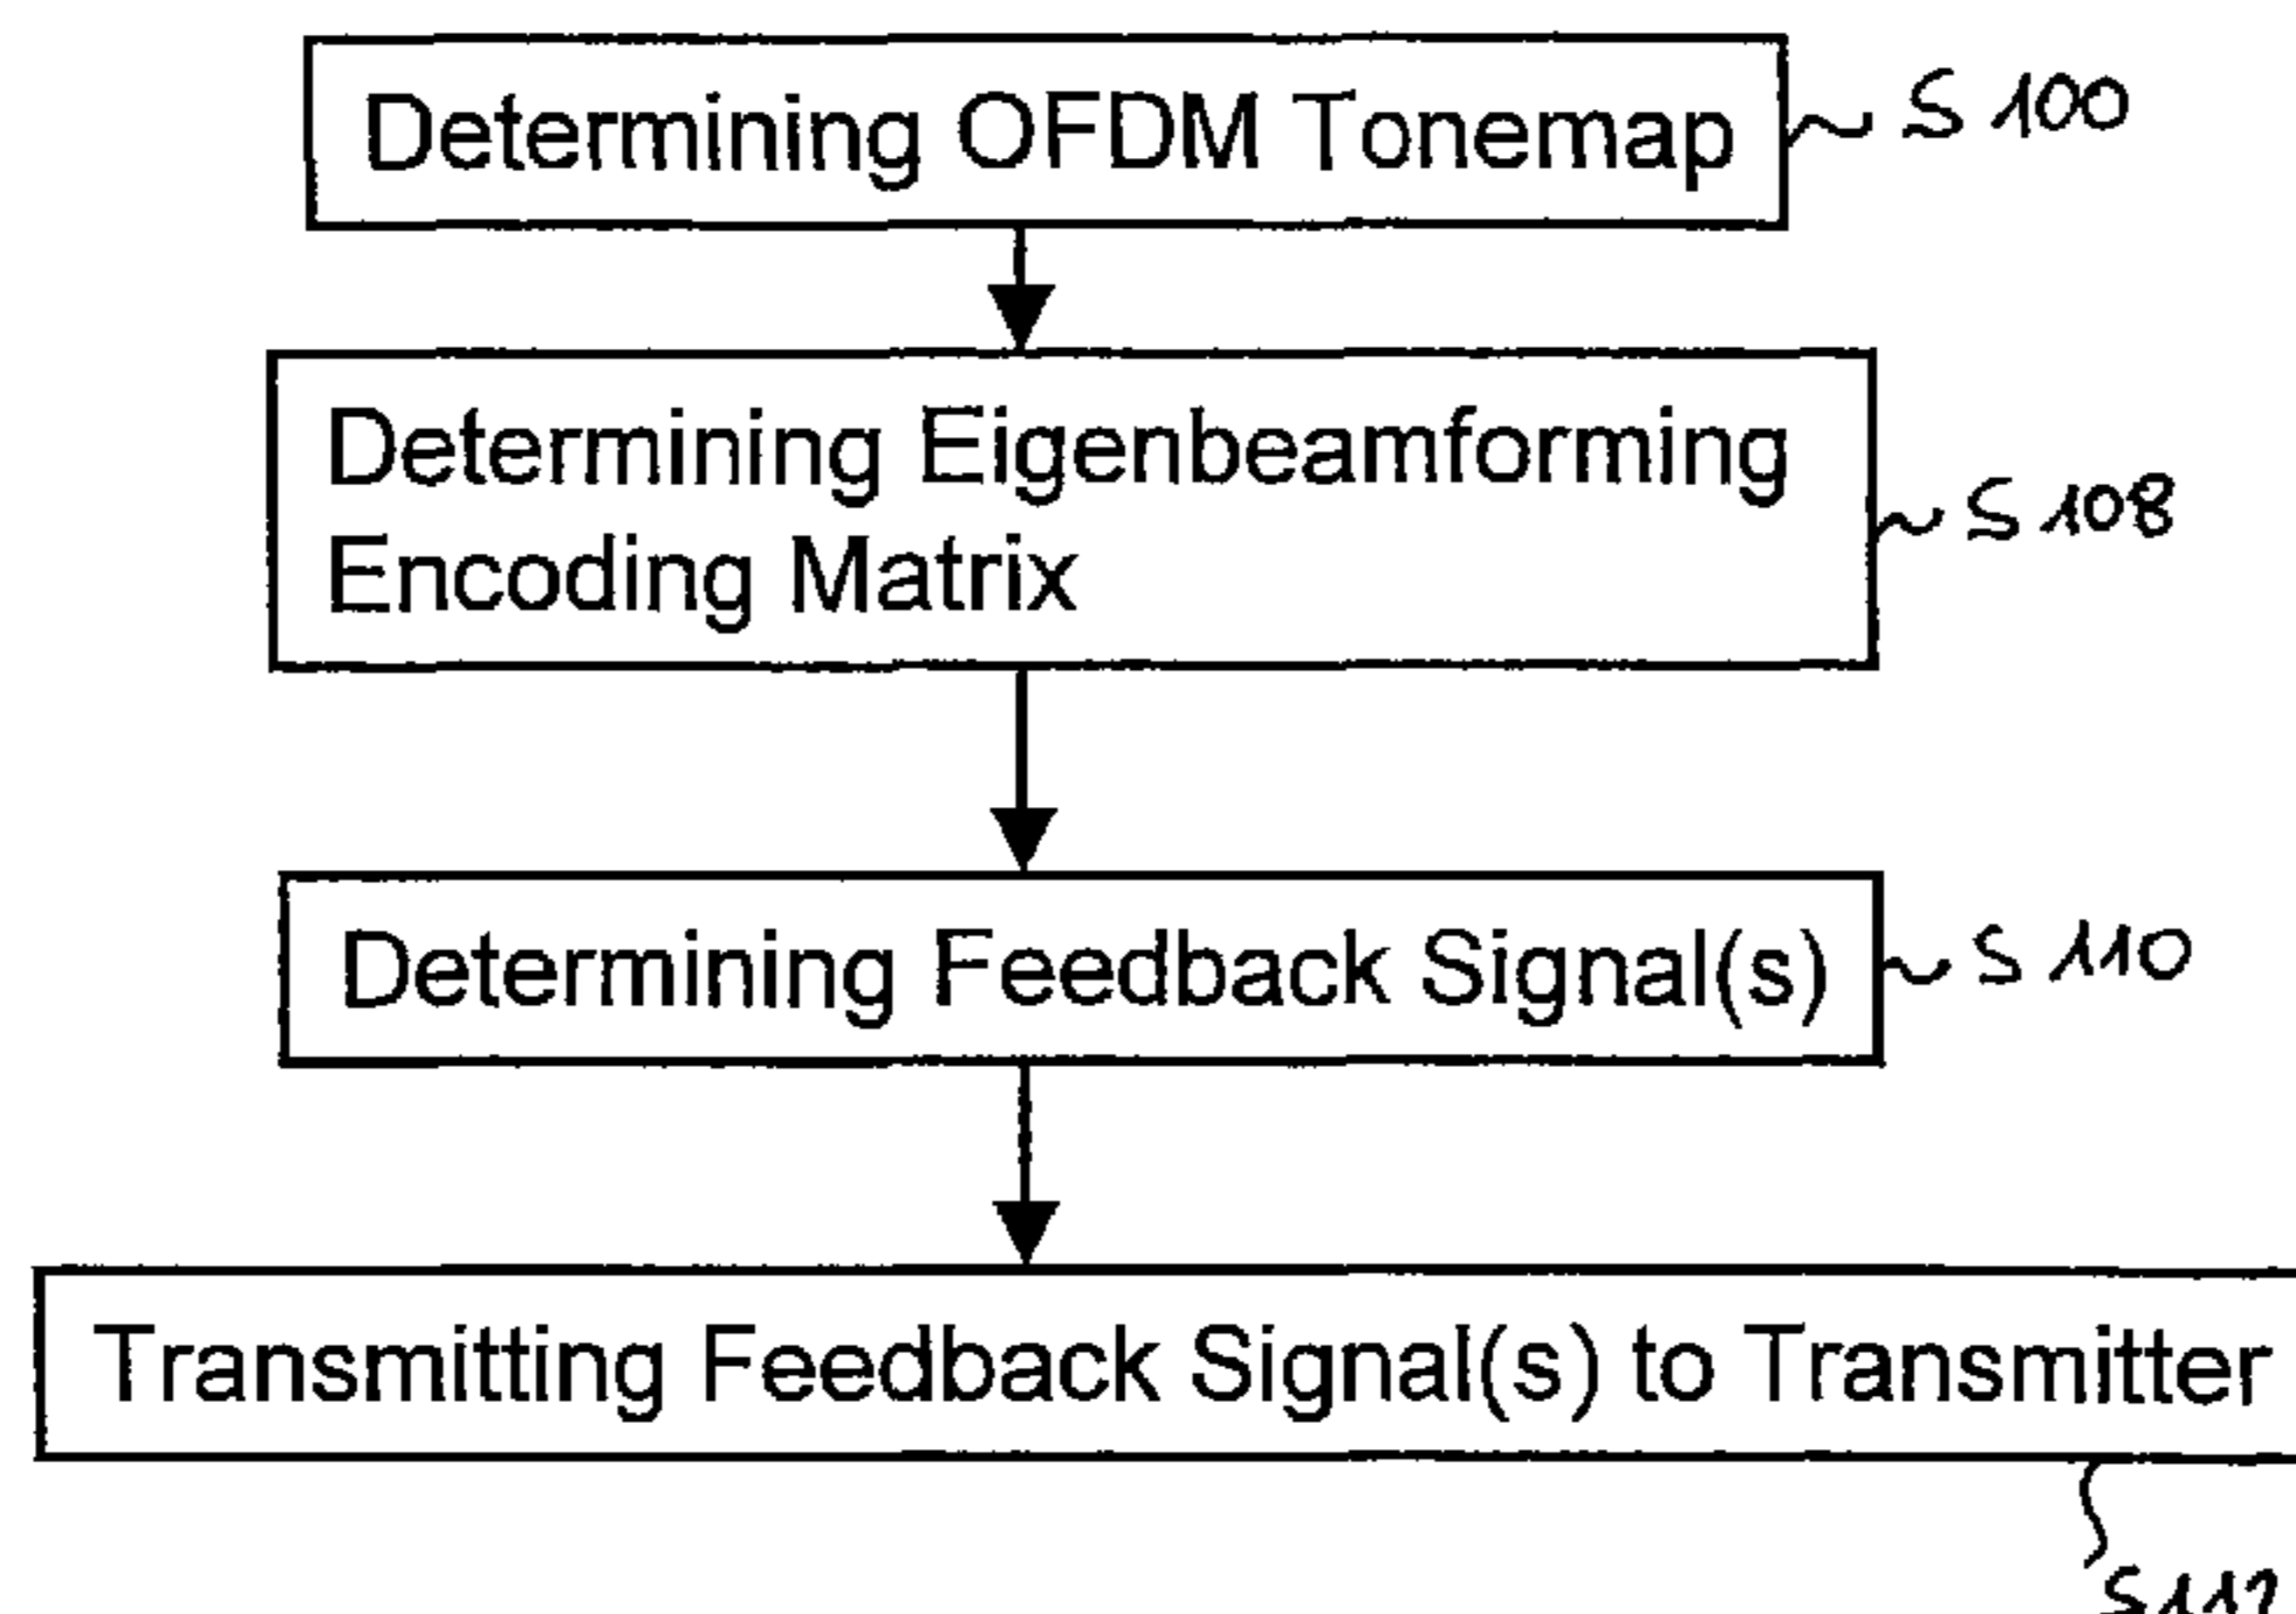 Determining OFDM Tonemap
S 100
Determining Eigenbeamforming
Encoding Matrix
S 108
Determining Feedback Signal(s)
S 110
Transmitting Feedback Signal(s) to Transmitter